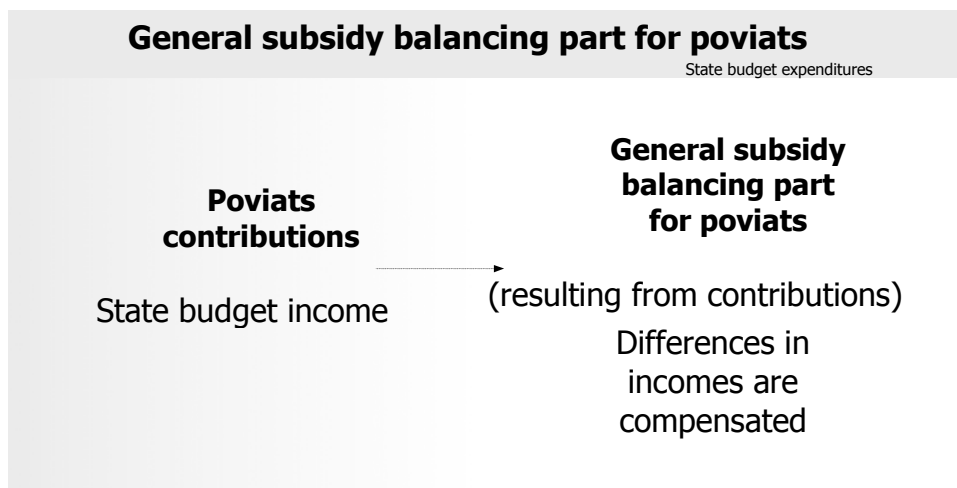 General subsidy balancing part for poviats
State budget expenditures
Poviats
contributions
State budget income
General subsidy
balancing part
for poviats
(resulting from contributions)
Differences in
incomes are
compensated